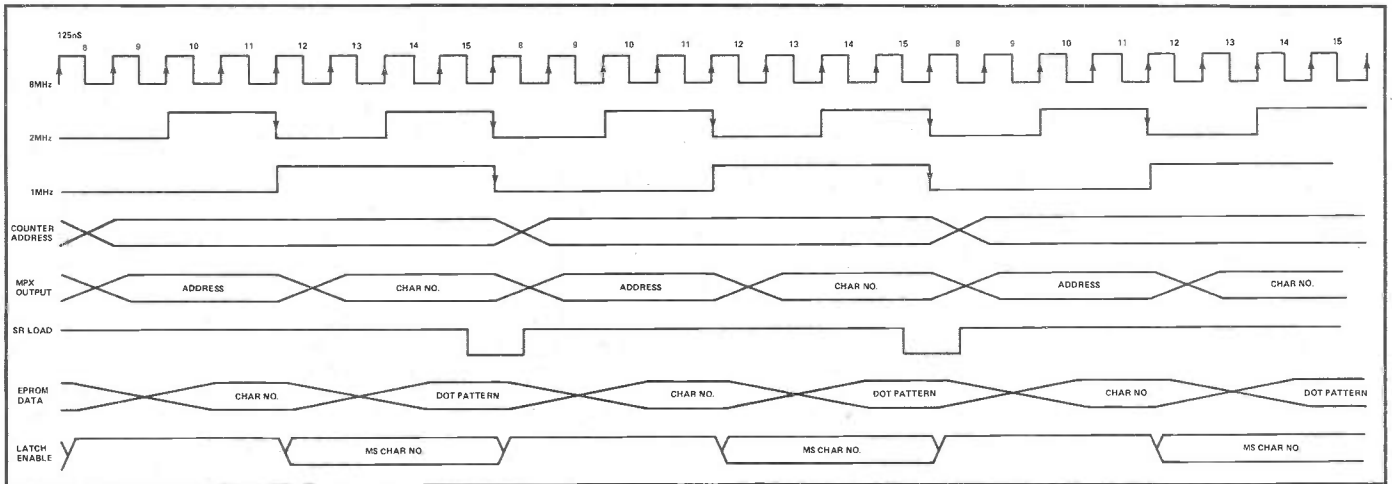 125nS
8 9 10 11 12 13 14 15 8 9 10 11 12 13 14 15 8 9 10 11 12 13 14 15
8MHz
2MHz
1MHz
COUNTER
ADDRESS
MPX
OUTPUT
ADDRESS CHAR NO. ADDRESS CHAR NO. ADDRESS CHAR NO.
SR LOAD
EPROM
DATA
CHAR NO. DOT PATTERN CHAR NO. DOT PATTERN CHAR NO DOT PATTERN
LATCH
ENABLE
MS CHAR NO. MS CHAR NO. MS CHAR NO.